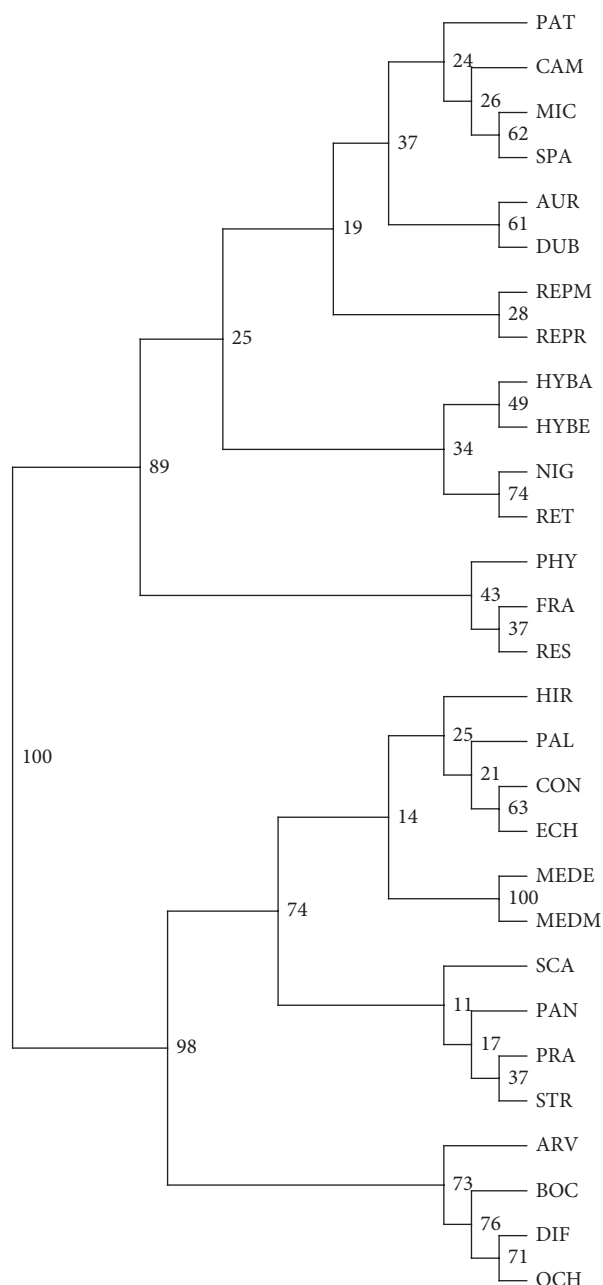 PAT
24
CAM
26
MIC
62
SPA
37
AUR
61
DUB
19
REPM
28
REPR
25
HYBA
49
HYBE
34
NIG
74
RET
89
PHY
43
FRA
37
RES
HIR
25
PAL
100
21
CON
63
ECH
14
MEDE
100
MEDM
74
SCA
11
PAN
98
17
PRA
37
STR
ARV
73
BOC
76
DIF
71
OCH